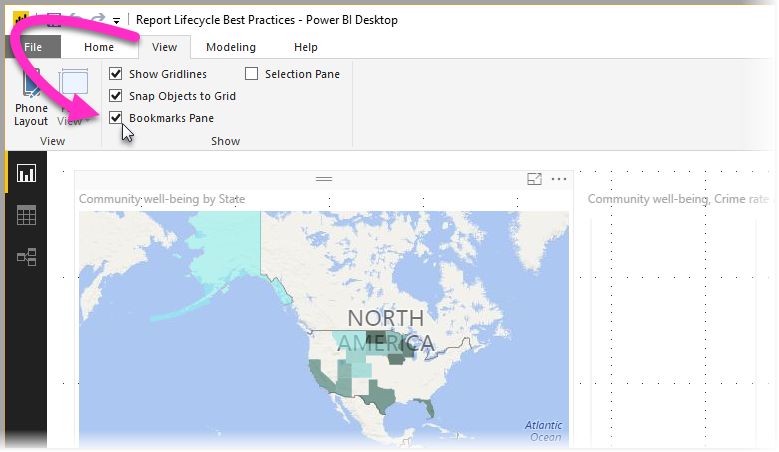 Report Lifecycle Best Practices - Power BI Desktop
File Home View Modeling Help
Show Gridlines Selection Pane
Snap Objects to Grid
Phone
Layout View
Bookmarks Pane
View Show
Community well-being by State Community well-being, Crime rate
NORTH
AMERICA
Atlantic
Ocean